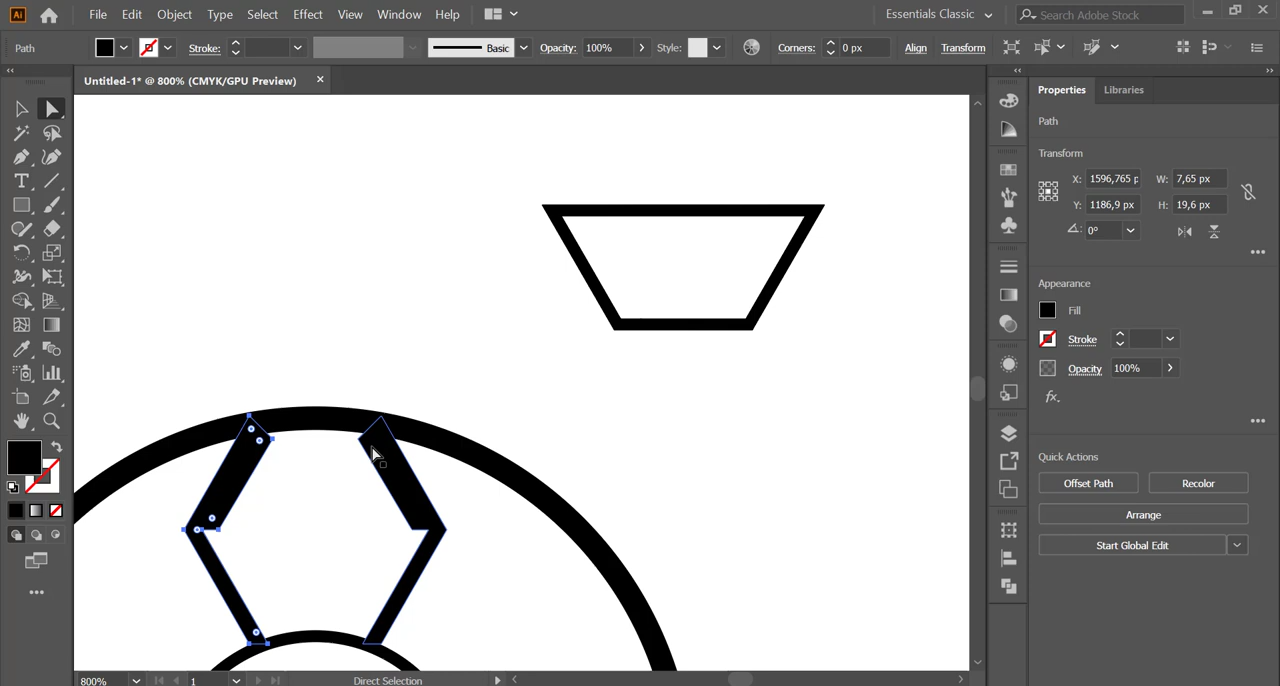 Ai File Edit Object Type Select Effect View Window Help Essentials Classic Search Adobe Stock
Path Stroke: Basic Opacity: 100% Style: Corners: 0 px Align Transform
Untitled-1* @ 800% (CMYK/GPU Preview) ×
Properties Libraries
Path
Transform
X: 1596,765 p W: 7,65 px
Y: 1186,9 px H: 19,6 px
0°
Appearance
Fill
Stroke
Opacity 100%
fx.
Quick Actions
Offset Path Recolor
Arrange
Start Global Edit
800% 1 Direct Selection